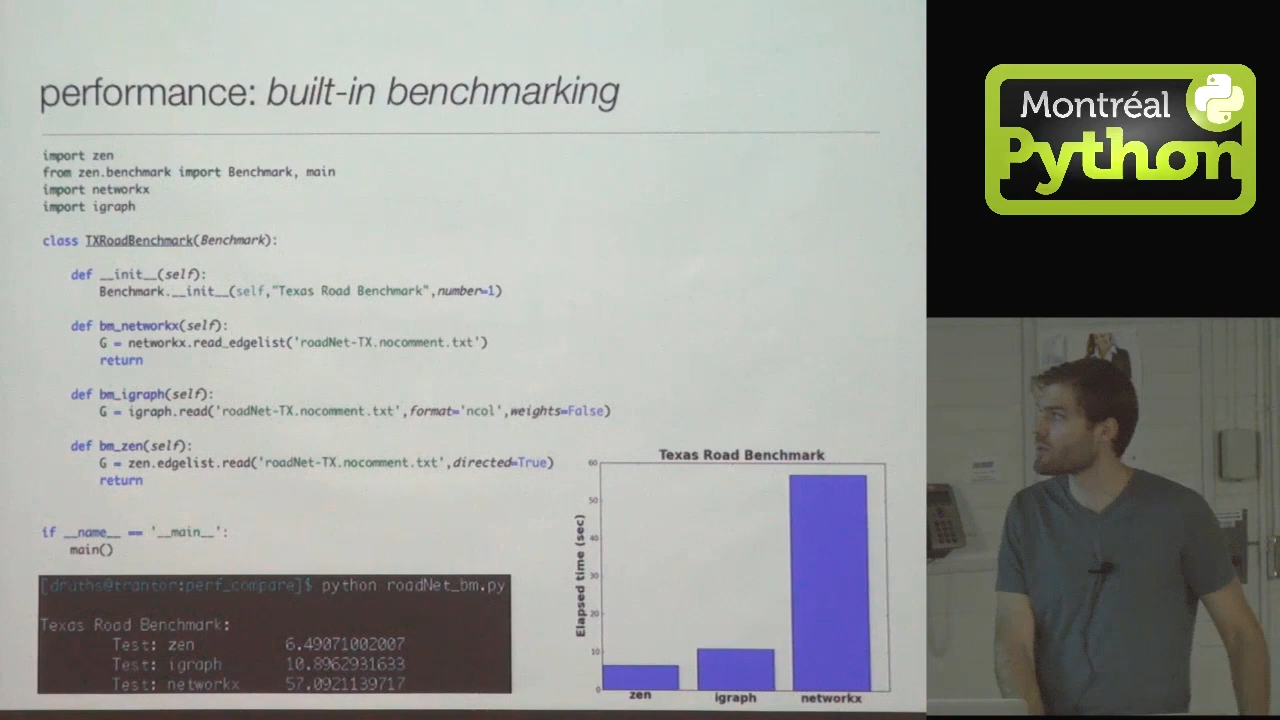 performance: built-in benchmarking
import zen
from zen.benchmark import Benchmark, main
import networkx
import igraph
class TXRoadBenchmark(Benchmark):
def __init__(self):
Benchmark.__init__(self,"Texas Road Benchmark",number=1)
def bm_networkx(self):
G = networkx.read_edgelist('roadNet-TX.nocomment.txt')
return
def bm_igraph(self):
G = igraph.read('roadNet-TX.nocomment.txt',format='ncol',weights=False)
def bm_zen(self):
G = zen.edgelist.read('roadNet-TX.nocomment.txt',directed=True)
return
if __name__ == '__main__':
main()
[druths@trantor:perf_compare]$ python roadNet_bm.py
Texas Road Benchmark:
Test: zen 6.49071002007
Test: igraph 10.8962931633
Test: networkx 57.0921139717
Texas Road Benchmark
Elapsed time (sec)
60
50
40
30
20
10
0
zen igraph networkx
Montréal
Python